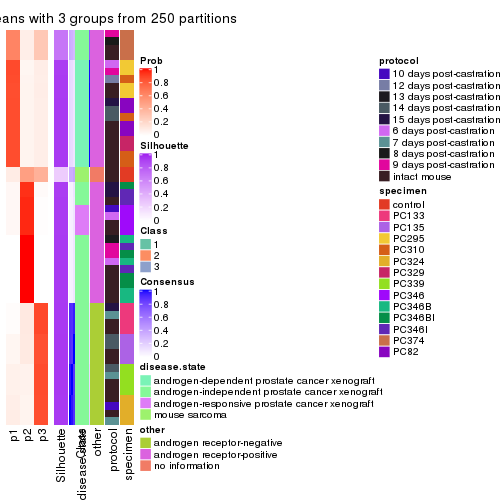 eans with 3 groups from 250 partitions
Prob
1
0.8
0.6
0.4
0.2
0
Silhouette
1
0.8
0.6
0.4
0.2
0
Class
1
2
3
Consensus
1
0.8
0.6
0.4
0.2
0
disease.state
androgen-dependent prostate cancer xenograft
androgen-independent prostate cancer xenograft
androgen-responsive prostate cancer xenograft
mouse sarcoma
other
androgen receptor-negative
androgen receptor-positive
no information
protocol
10 days post-castration
12 days post-castration
13 days post-castration
14 days post-castration
15 days post-castration
6 days post-castration
7 days post-castration
8 days post-castration
9 days post-castration
intact mouse
specimen
control
PC133
PC135
PC295
PC310
PC324
PC329
PC339
PC346
PC346B
PC346BI
PC346I
PC374
PC82
p1
p2
p3
Silhouette
disease.state
other
protocol
specimen